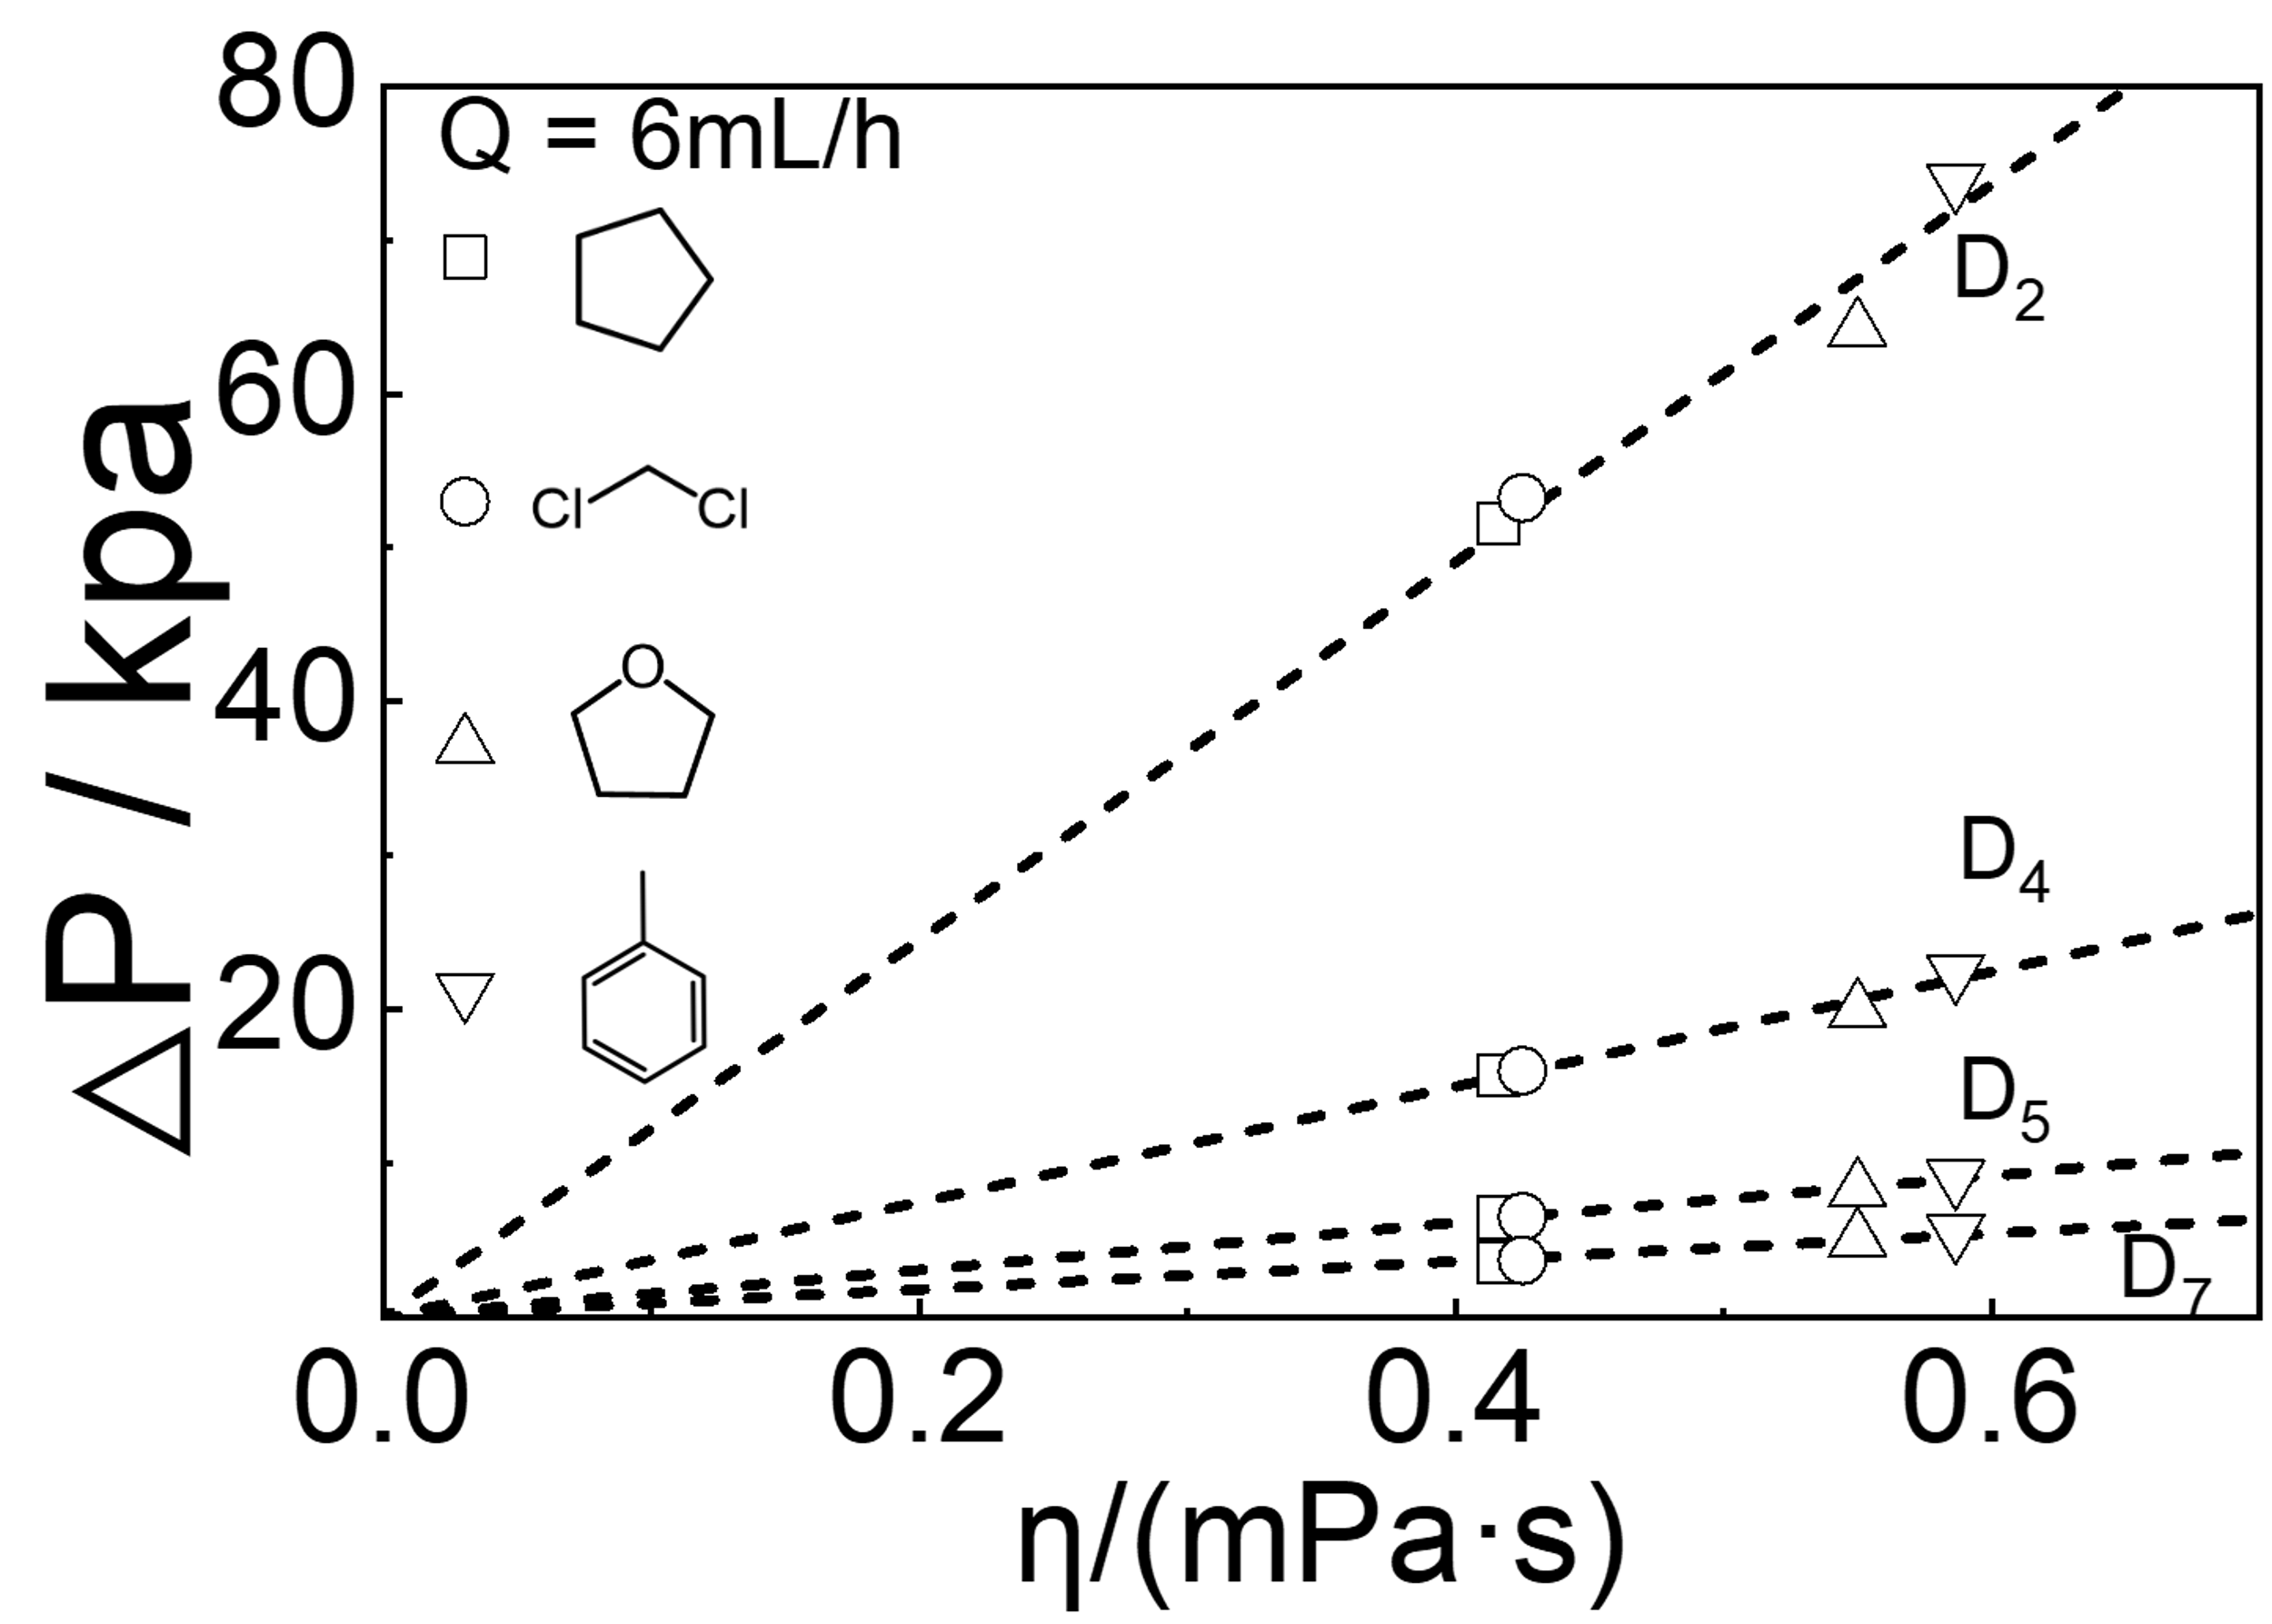 80
Q = 6mL/h
D2
60
Cl Cl
40
O
D4
20
D5
D7
0.0 0.2 0.4 0.6
η/(mPa·s)
△P / kpa